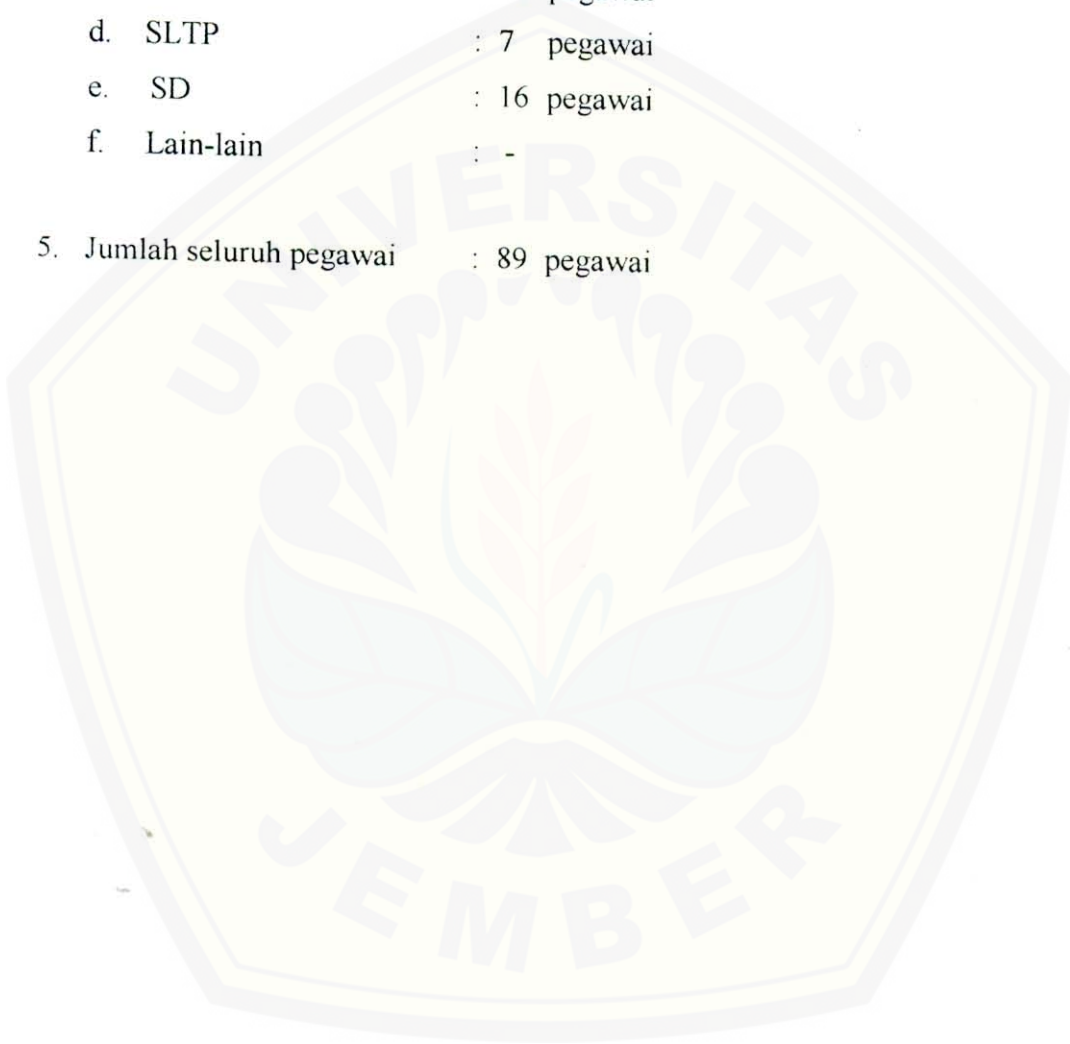 d. SLTP : 7 pegawai
e. SD : 16 pegawai
f. Lain-lain : -
5. Jumlah seluruh pegawai : 89 pegawai
UNIVERSITAS
JEMBER